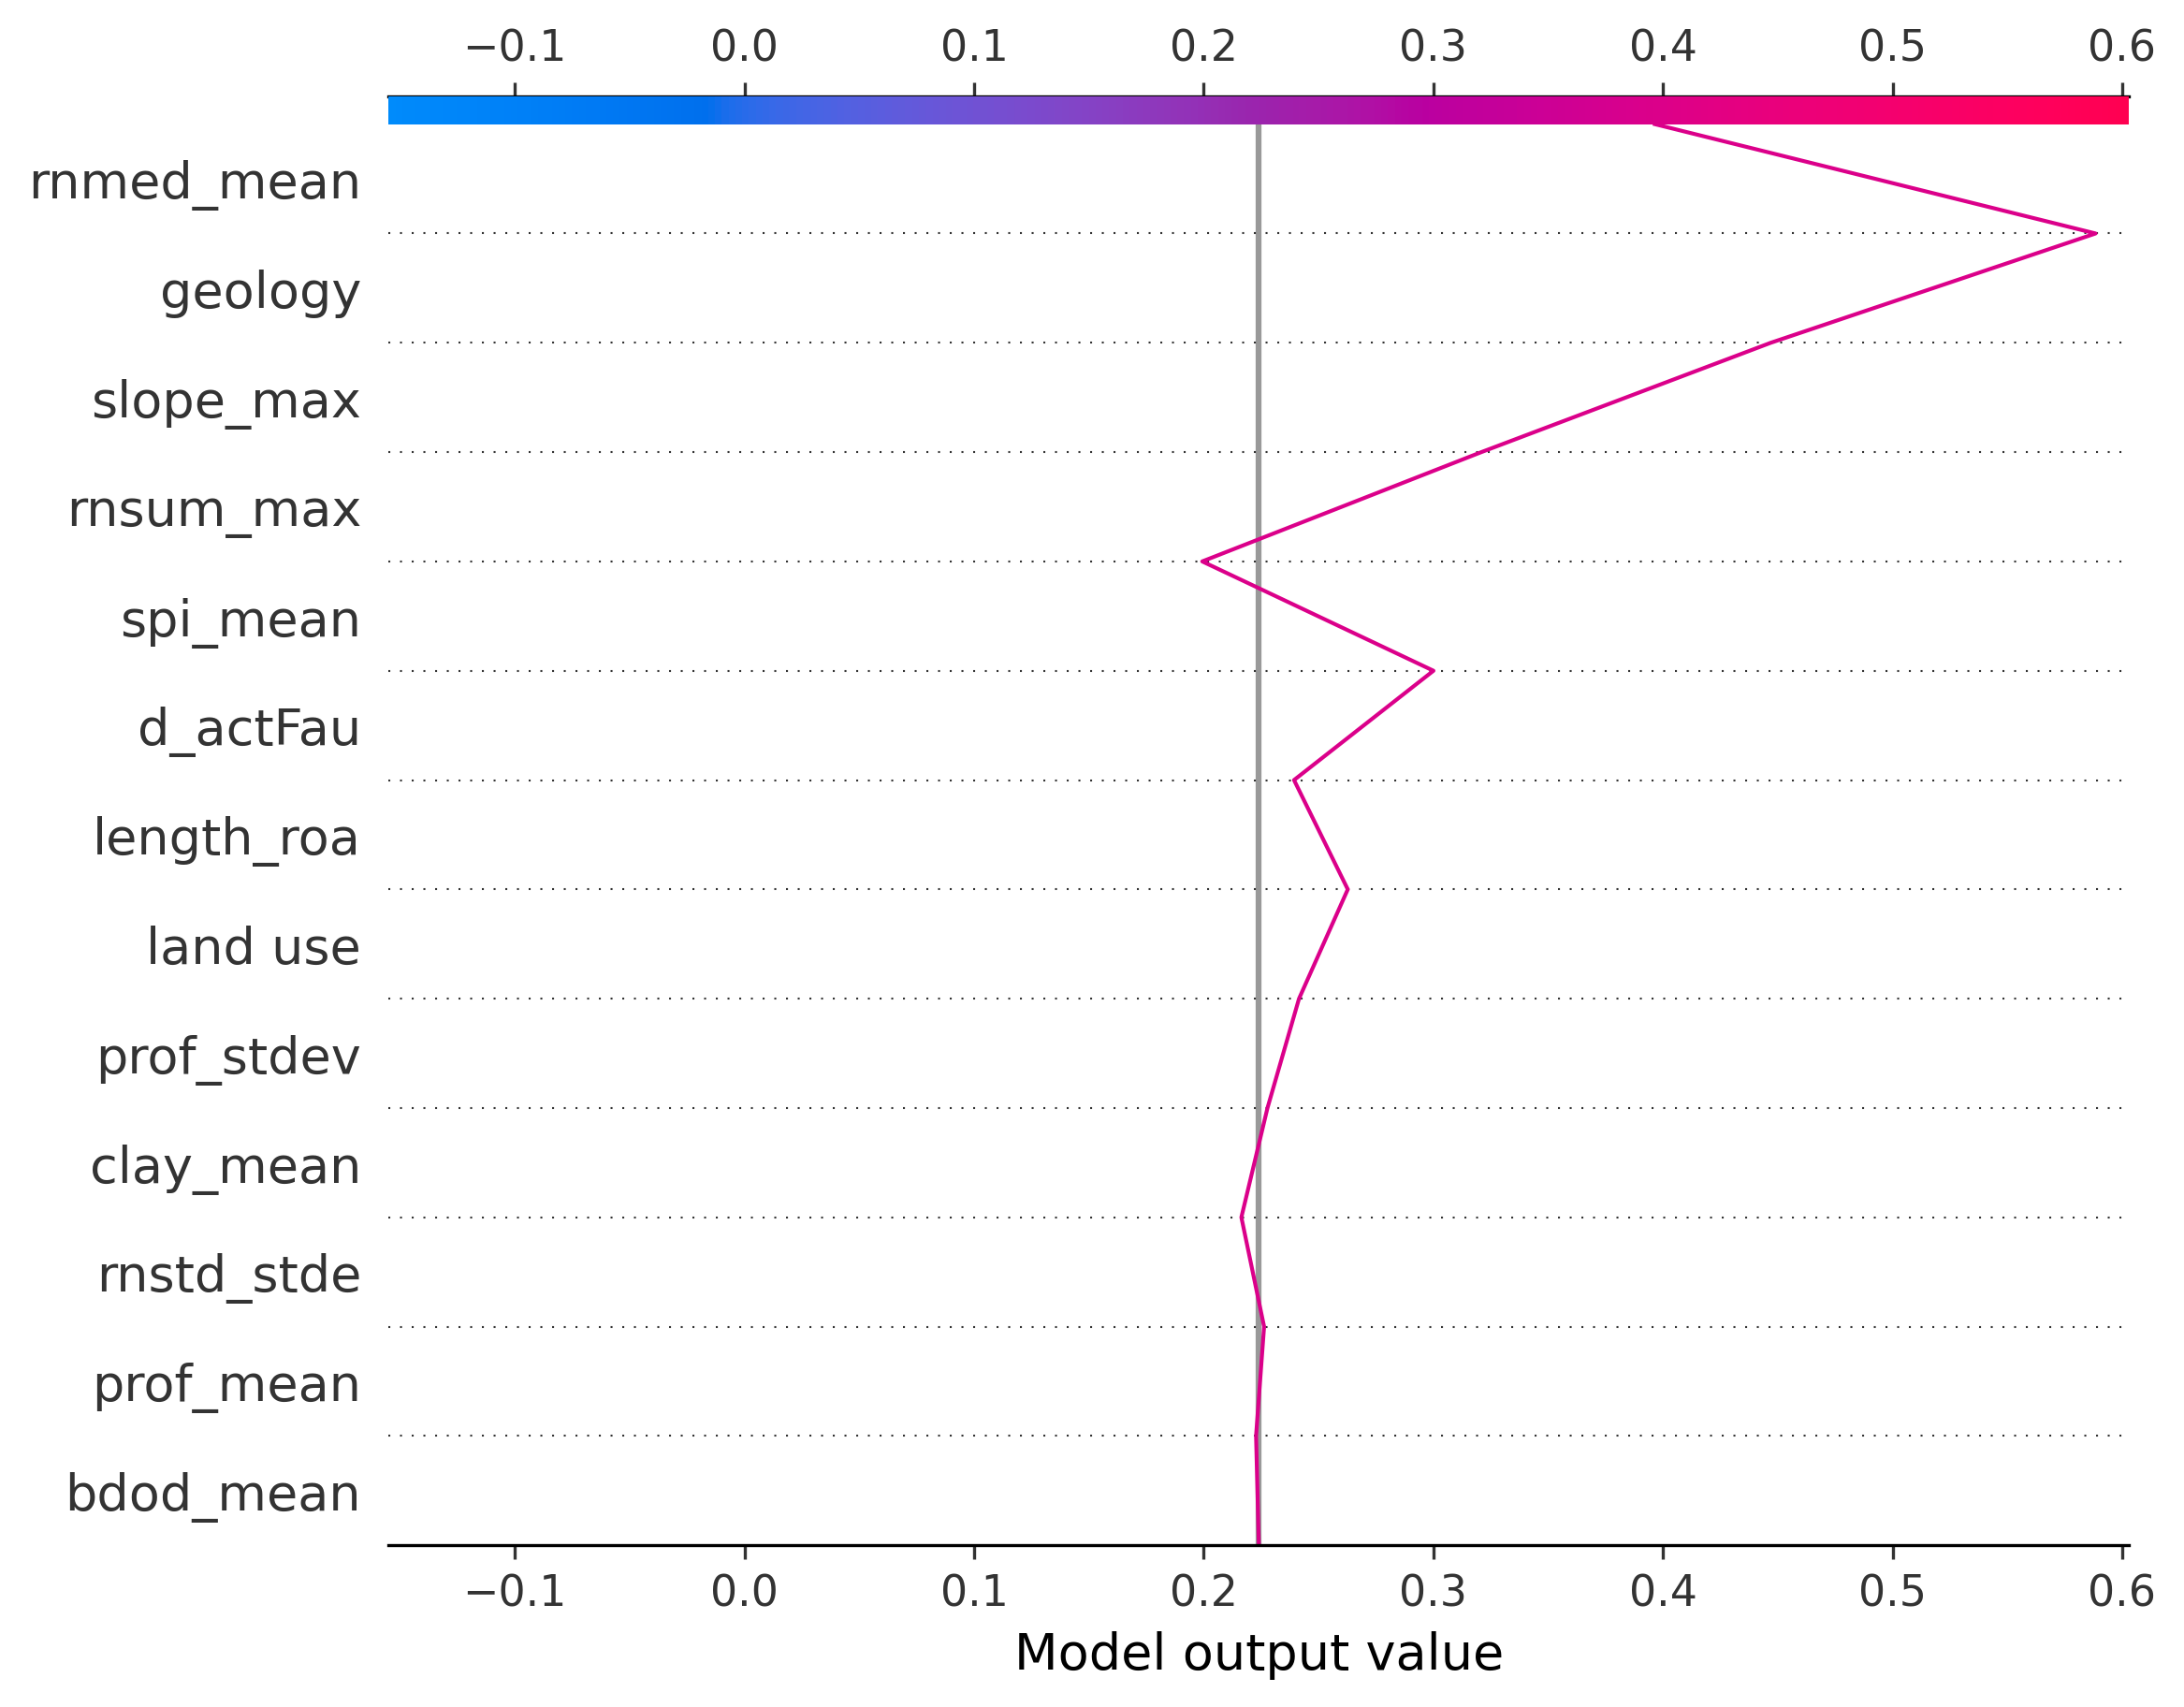 −0.1 0.0 0.1 0.2 0.3 0.4 0.5 0.6
rnmed_mean
geology
slope_max
rnsum_max
spi_mean
d_actFau
length_roa
land use
prof_stdev
clay_mean
rnstd_stde
prof_mean
bdod_mean
−0.1 0.0 0.1 0.2 0.3 0.4 0.5 0.6
Model output value